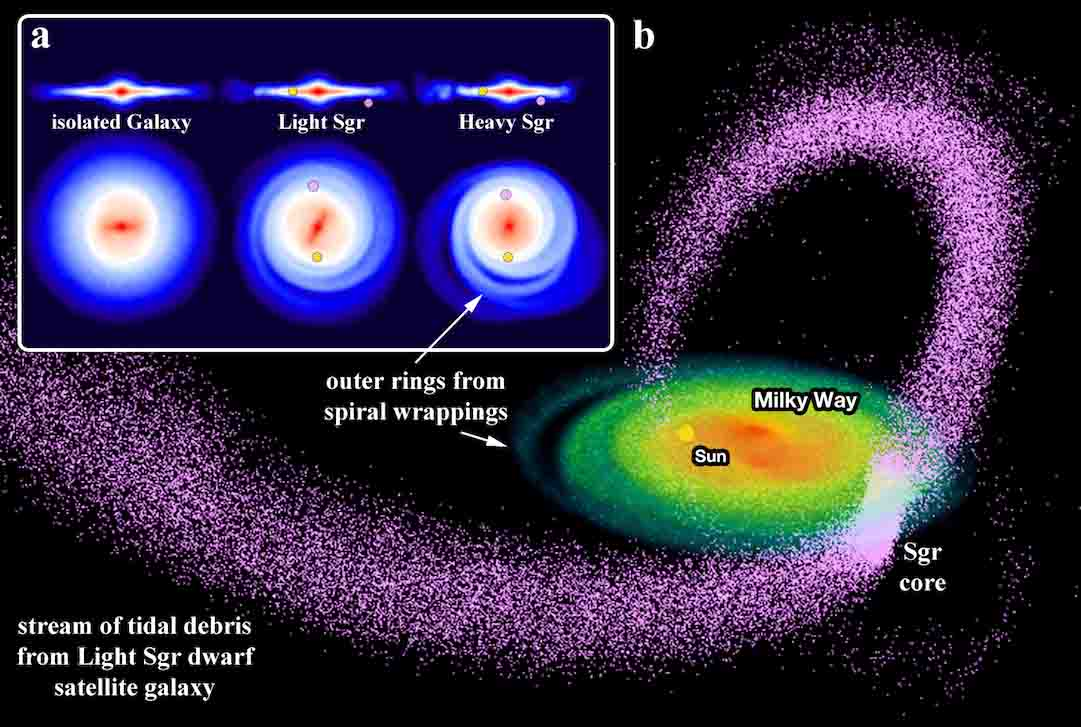 a
b
isolated Galaxy
Light Sgr
Heavy Sgr
outer rings from
spiral wrappings
Milky Way
Sun
Sgr
core
stream of tidal debris
from Light Sgr dwarf
satellite galaxy